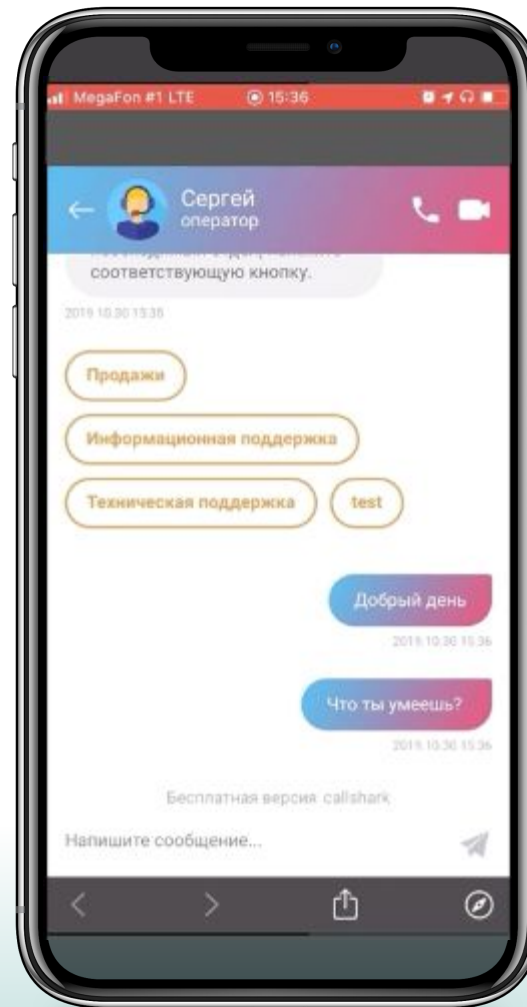 MegaFon #1 LTE 15:36
Сергей
оператор
соответствующую кнопку.
2019.10.30 15:35
Продажи
Информационная поддержка
Техническая поддержка test
Добрый день
2019.10.30 15:36
Что ты умеешь?
2019.10.30 15:36
Бесплатная версия callshark
Напишите сообщение...